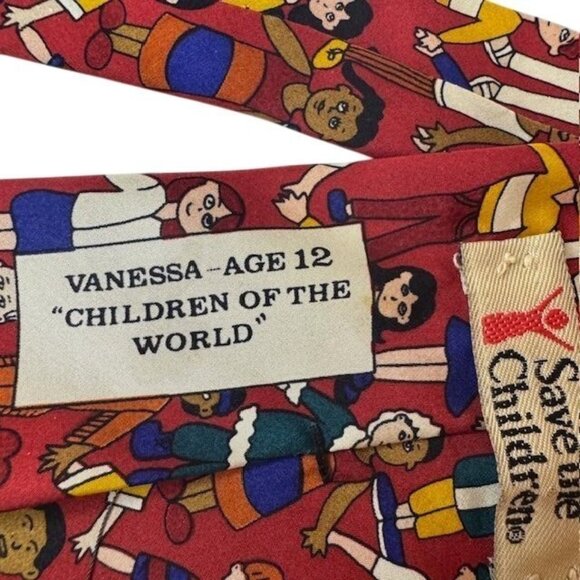 VANESSA-AGE 12
"CHILDREN OF THE
WORLD"
Save the
Children®